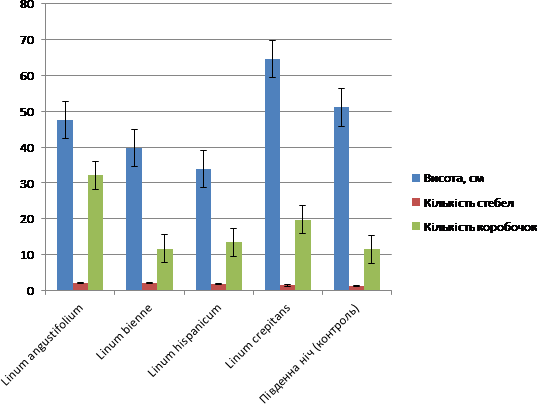 80
70
60
50
40
30
20
10
0
Висота, см
Кількість стебел
Кількість коробочок
Linum angustifolium
Linum bienne
Linum hispanicum
Linum crepitans
Південна ніч (контроль)